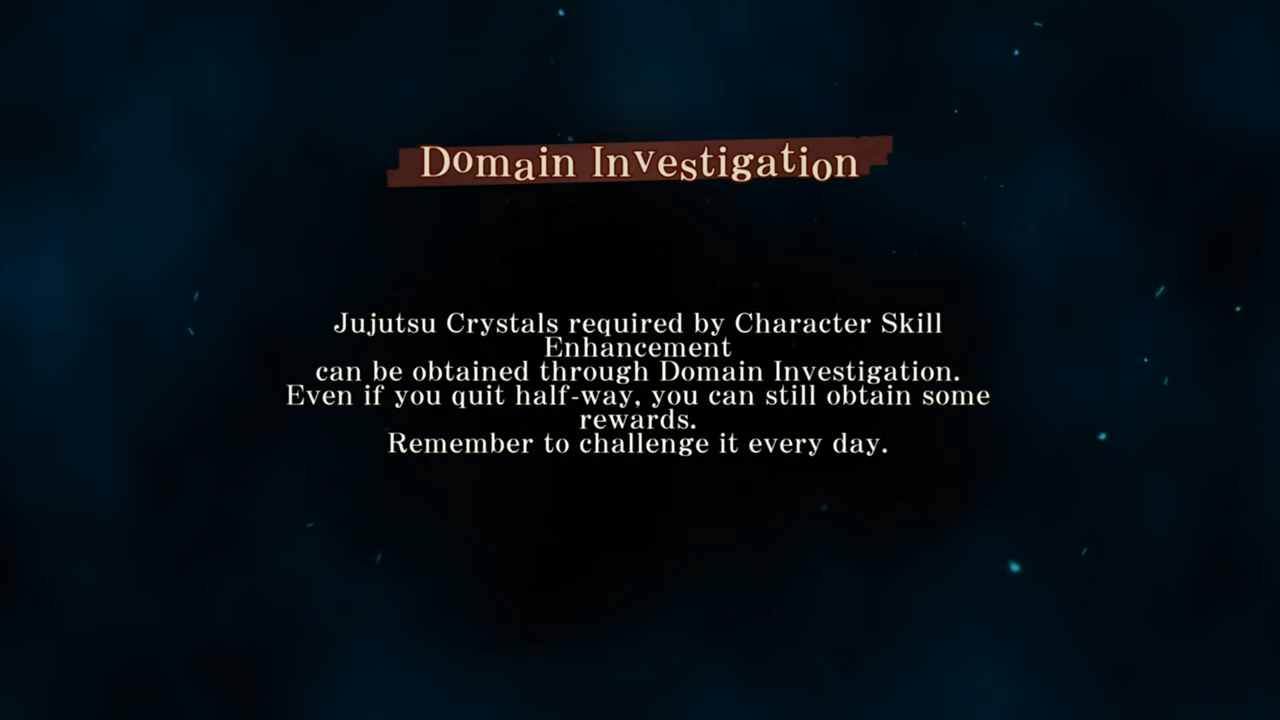 Domain Investigation
Jujutsu Crystals required by Character Skill
Enhancement
can be obtained through Domain Investigation.
Even if you quit half-way, you can still obtain some
rewards.
Remember to challenge it every day.